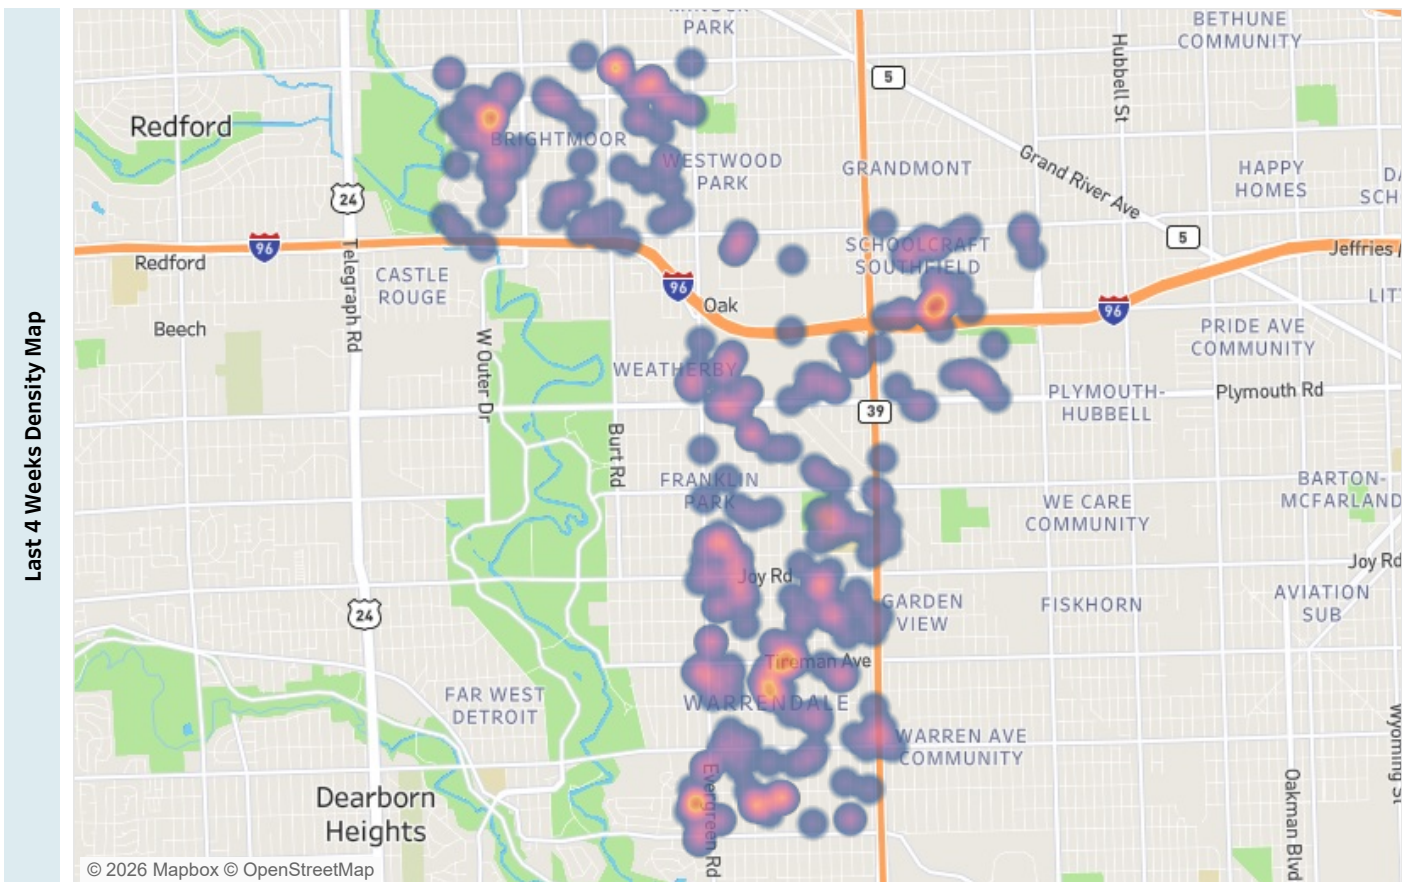 Last 4 Weeks Density Map
PARK
BETHUNE
COMMUNITY
Hubbell St
5
Redford
BRIGHTMOOR
WESTWOOD
PARK
GRANDMONT
Grand River Ave
HAPPY
HOMES
24
5
96
Redford
Telegraph Rd
CASTLE
ROUGE
SCHOOLCRAFT
SOUTHFIELD
Jeffries
96
Oak
96
Beech
W Outer Dr
PRIDE AVE
COMMUNITY
WEATHERBY
39
PLYMOUTH-
HUBBELL
Plymouth Rd
Burt Rd
FRANKLIN
PARK
WE CARE
COMMUNITY
BARTON-
MCFARLAND
Joy Rd
Joy Rd
24
GARDEN
VIEW
FISKHORN
AVIATION
SUB
Tireman Ave
FAR WEST
DETROIT
WARRENDALE
WARREN AVE
COMMUNITY
Wyoming St
Evergreen Rd
Oakman Blvd
Dearborn
Heights
© 2026 Mapbox © OpenStreetMap